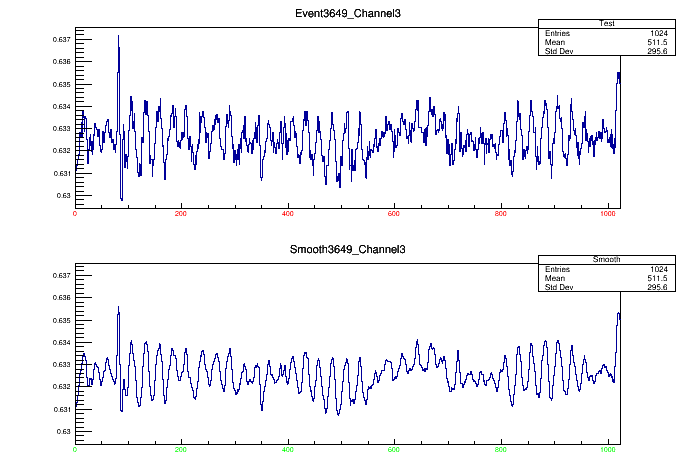 Event3649_Channel3
Test
Entries 1024
Mean 511.5
Std Dev 295.6
0.637
0.636
0.635
0.634
0.633
0.632
0.631
0.63
0 200 400 600 800 1000
Smooth3649_Channel3
Smooth
Entries 1024
Mean 511.5
Std Dev 295.6
0.637
0.636
0.635
0.634
0.633
0.632
0.631
0.63
0 200 400 600 800 1000